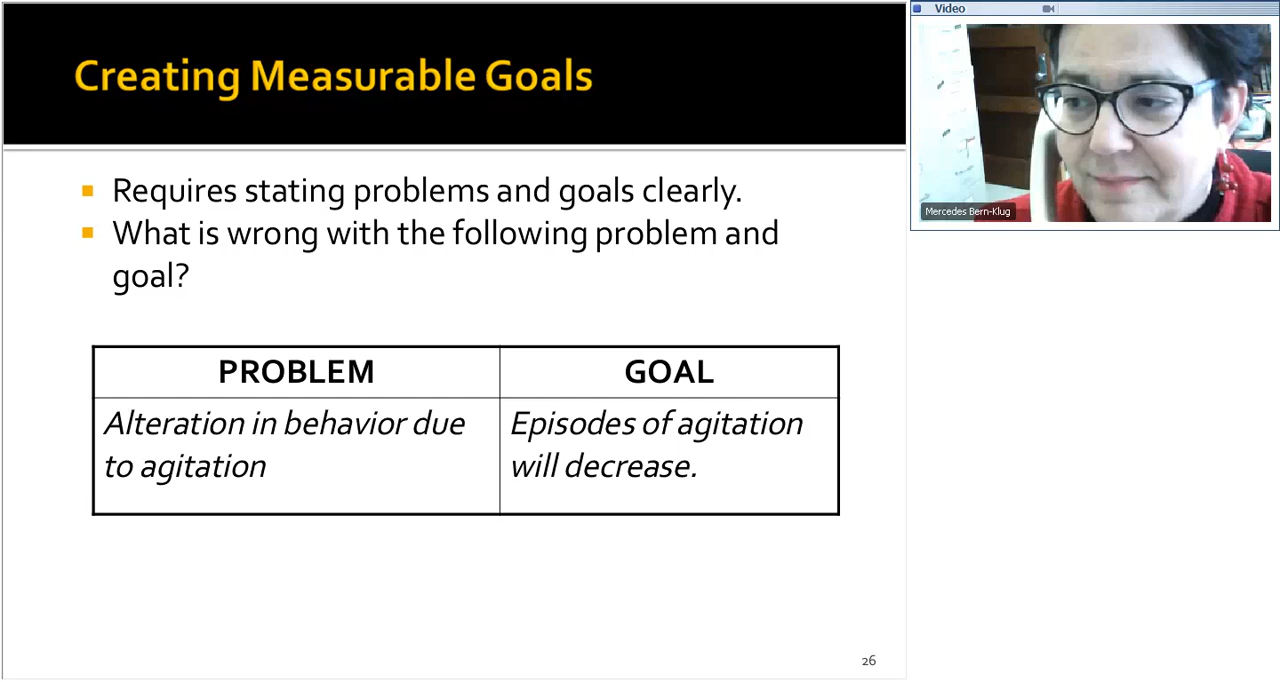 Creating Measurable Goals
Requires stating problems and goals clearly.
What is wrong with the following problem and
goal?
PROBLEM
GOAL
Alteration in behavior due
to agitation
Episodes of agitation
will decrease.
26
Video
Mercedes Bern-Klug